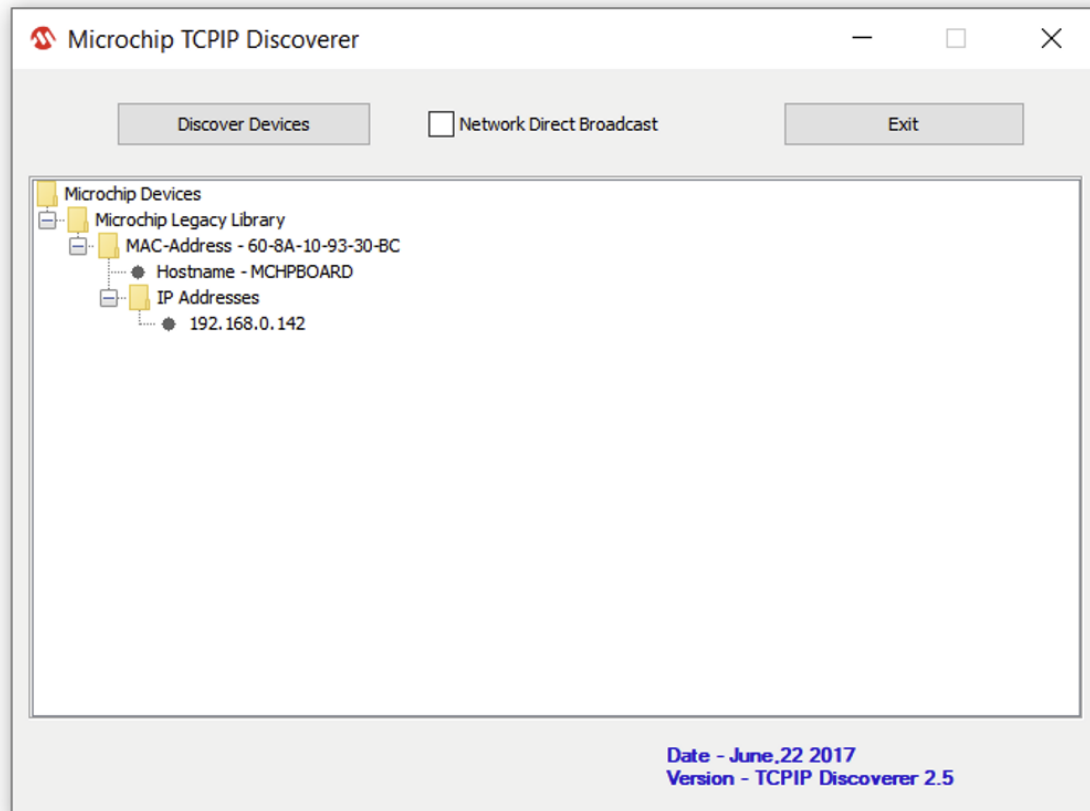 Microchip TCPIP Discoverer
Discover Devices Network Direct Broadcast Exit
Microchip Devices
Microchip Legacy Library
MAC-Address - 60-8A-10-93-30-BC
Hostname - MCHPBOARD
IP Addresses
192.168.0.142
Date - June,22 2017
Version - TCPIP Discoverer 2.5